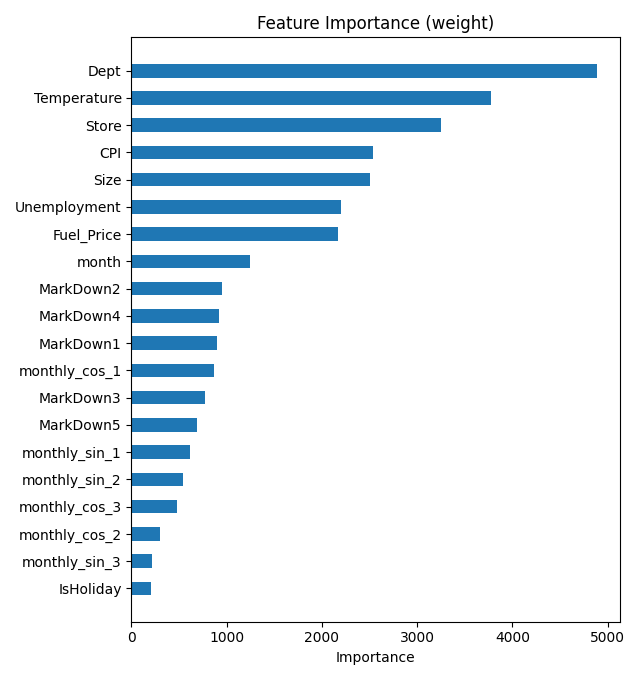 Feature Importance (weight)
Dept
Temperature
Store
CPI
Size
Unemployment
Fuel_Price
month
MarkDown2
MarkDown4
MarkDown1
monthly_cos_1
MarkDown3
MarkDown5
monthly_sin_1
monthly_sin_2
monthly_cos_3
monthly_cos_2
monthly_sin_3
IsHoliday
0 1000 2000 3000 4000 5000
Importance